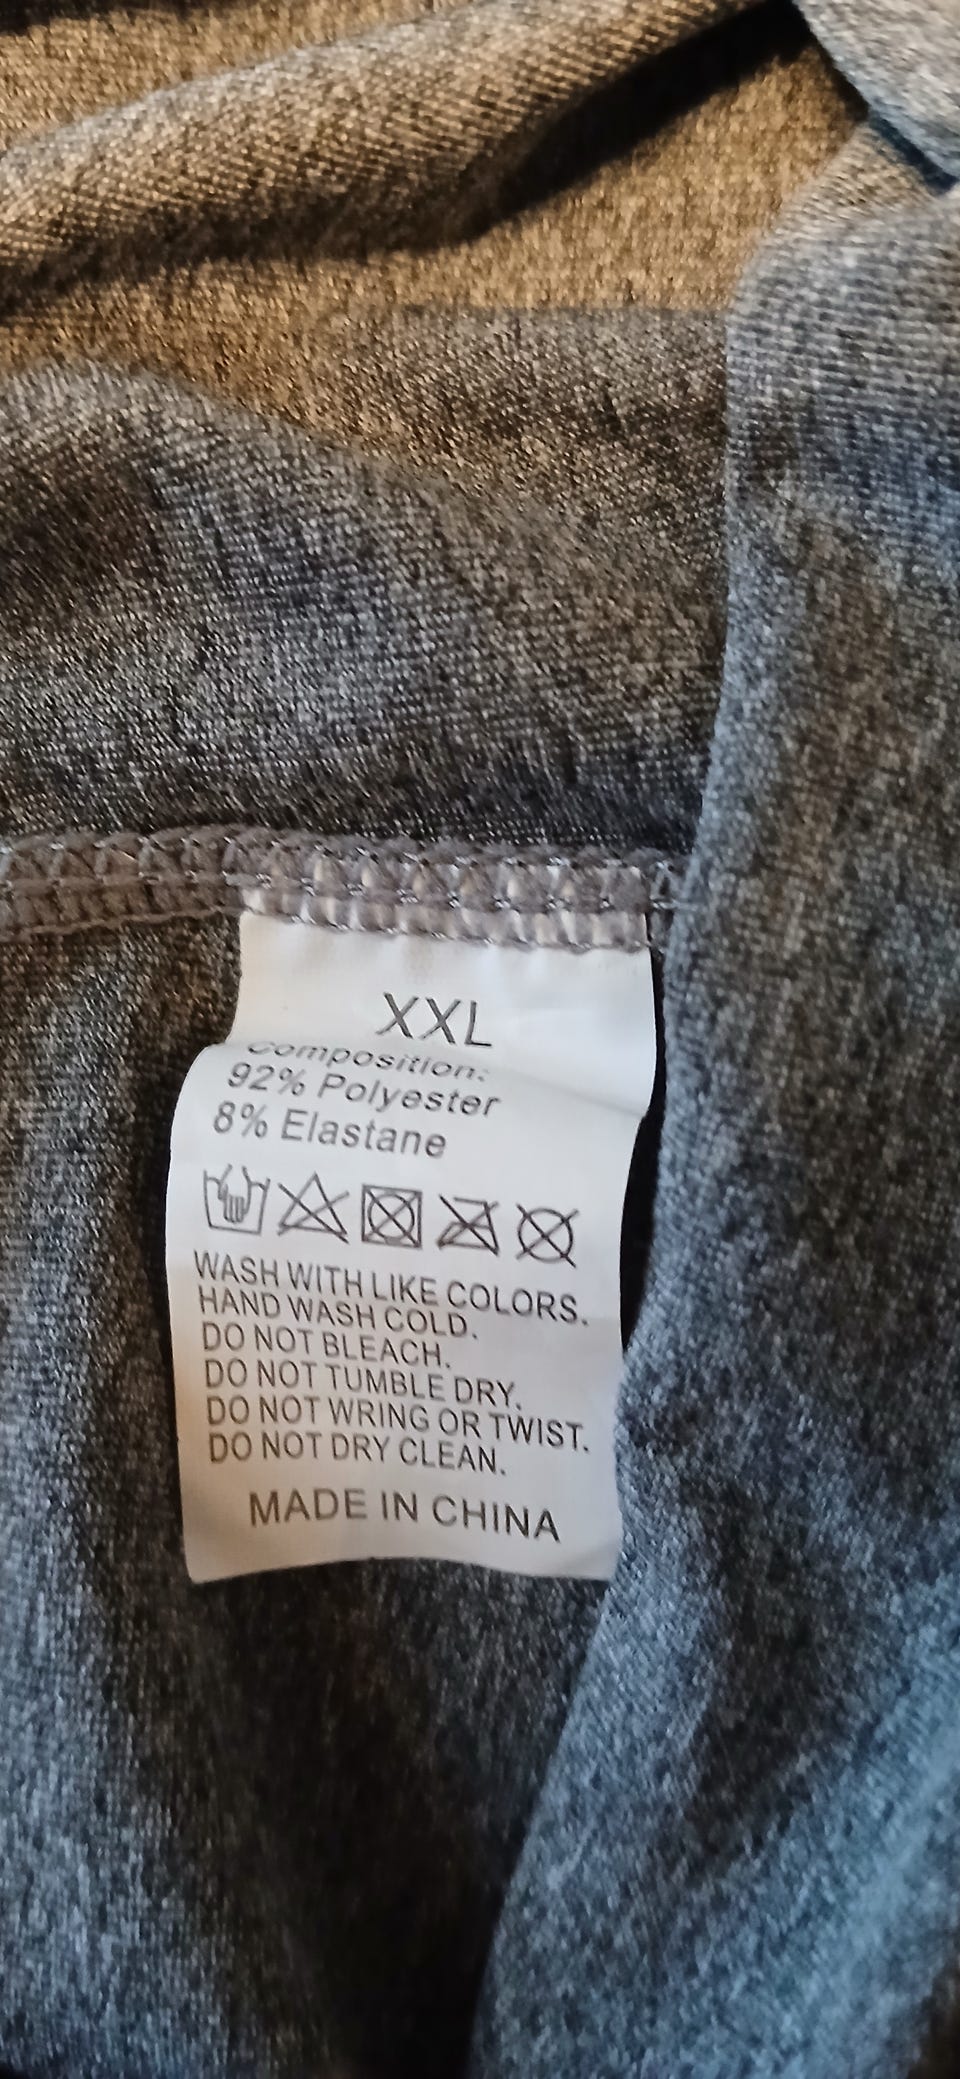 XXL
Composition:
92% Polyester
8% Elastane
WASH WITH LIKE COLORS.
HAND WASH COLD.
DO NOT BLEACH.
DO NOT TUMBLE DRY.
DO NOT WRING OR TWIST.
DO NOT DRY CLEAN.
MADE IN CHINA